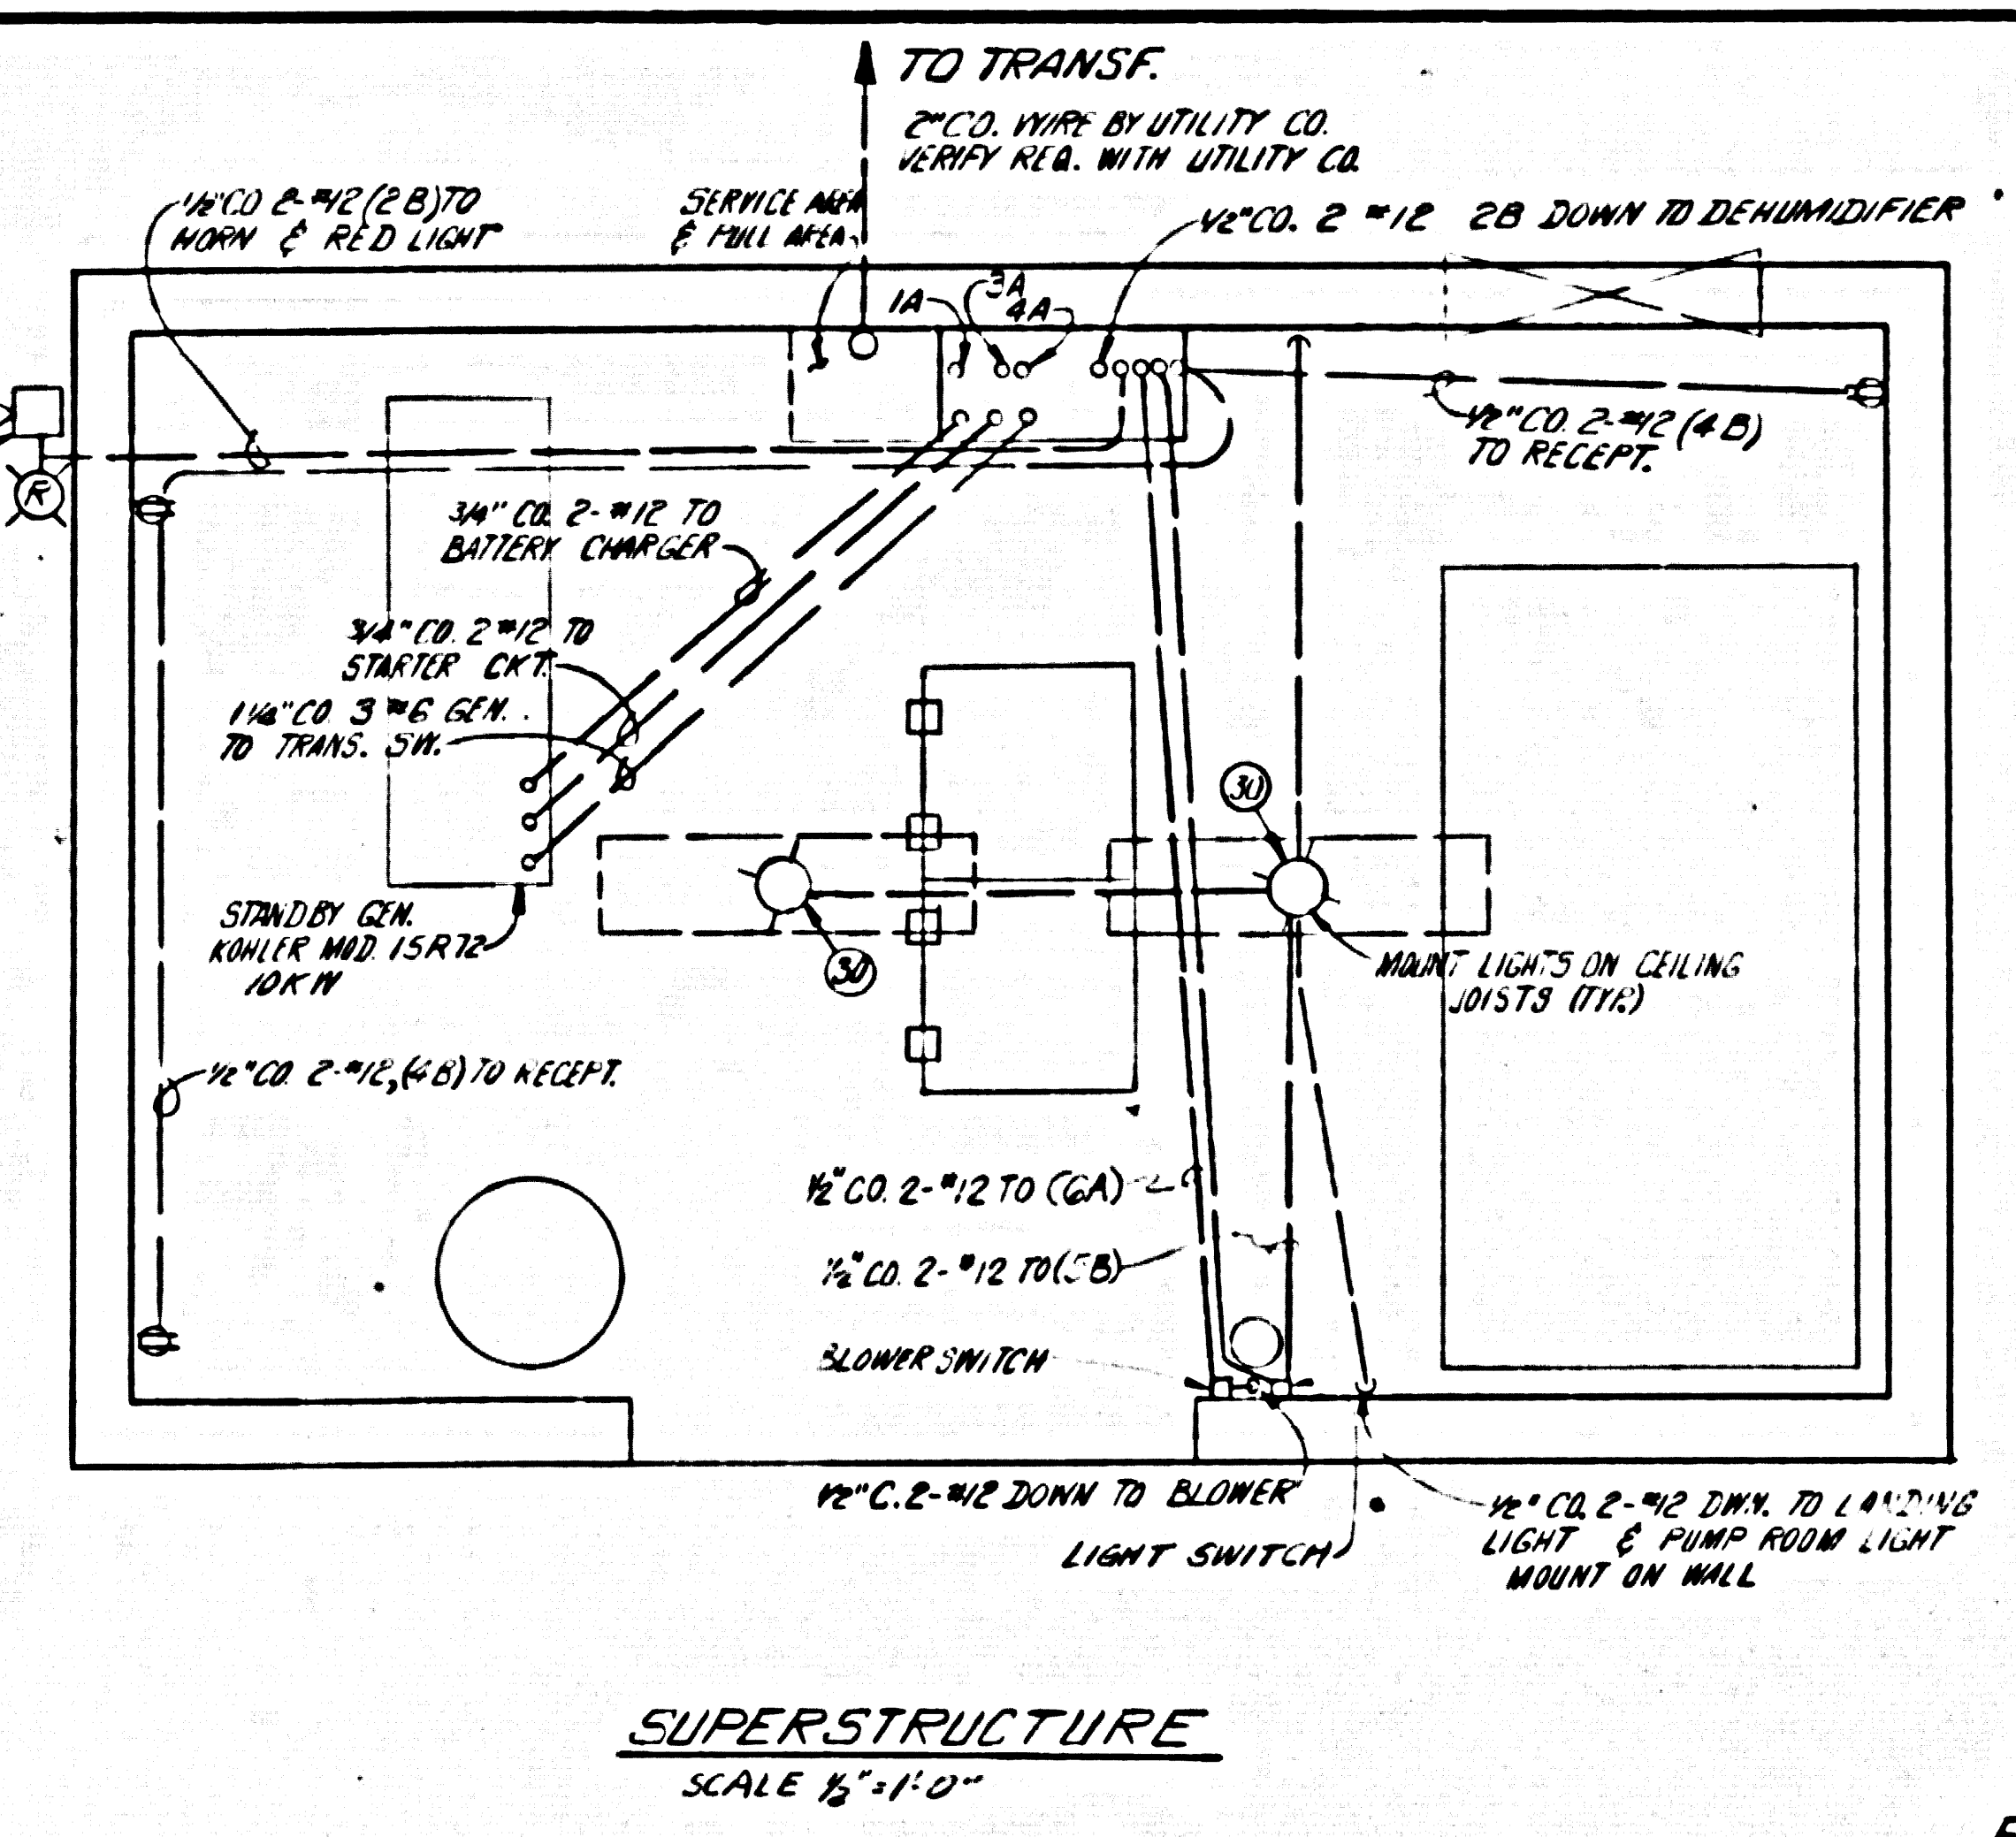 TO TRANSF.
2" CO. WIRE BY UTILITY CO.
VERIFY REQ. WITH UTILITY CO.
1/2" CO 2-#12 (2B) TO
HORN & RED LIGHT
SERVICE AREA
& PULL AREA
1/2" CO. 2 #12 2B DOWN TO DEHUMIDIFIER
1A
3A
4A
1/2" CO. 2-#12 (4B)
TO RECEPT.
R
3/4" CO. 2-#12 TO
BATTERY CHARGER
3/4" CO. 2 #12 TO
STARTER CKT.
1 1/4" CO 3 #6 GEN.
TO TRANS. SW.
30
STANDBY GEN.
KOHLER MOD. 15R72
10KW
30
MOUNT LIGHTS ON CEILING
JOISTS (TYP.)
1/2" CO. 2-#12, (4B) TO RECEPT.
1/2" CO. 2-#12 TO (6A)
1/2" CO. 2-#12 TO (5B)
BLOWER SWITCH
1/2" C. 2-#12 DOWN TO BLOWER
LIGHT SWITCH
1/2" CO. 2-#12 DWN. TO LANDING
LIGHT & PUMP ROOM LIGHT
MOUNT ON WALL
SUPERSTRUCTURE
SCALE 1/2" = 1'-0"